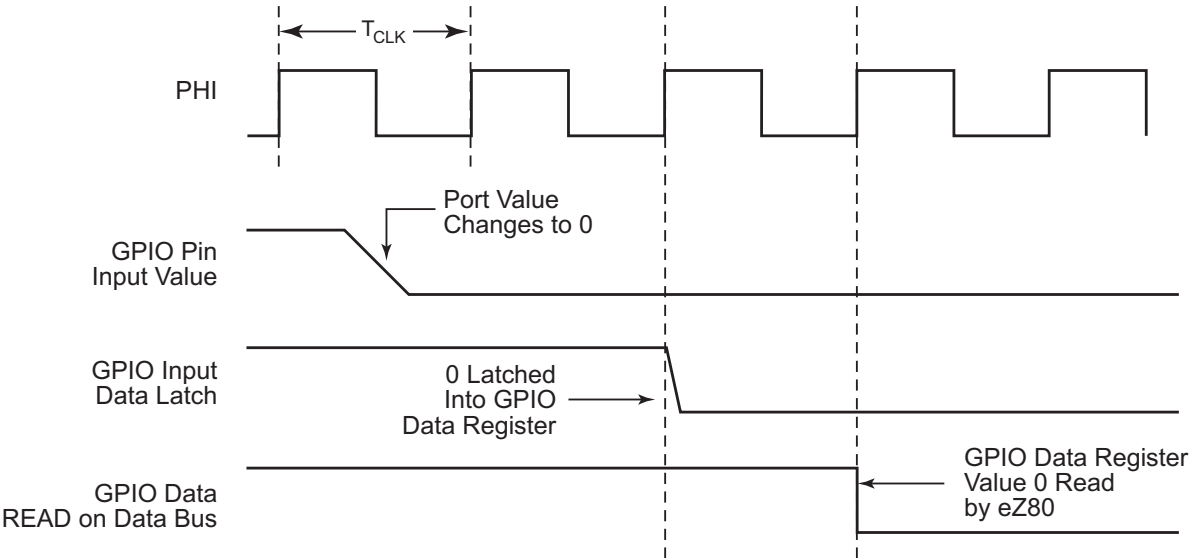 TCLK
PHI
Port Value
Changes to 0
GPIO Pin
Input Value
GPIO Input
Data Latch
0 Latched
Into GPIO
Data Register
GPIO Data
READ on Data Bus
GPIO Data Register
Value 0 Read
by eZ80